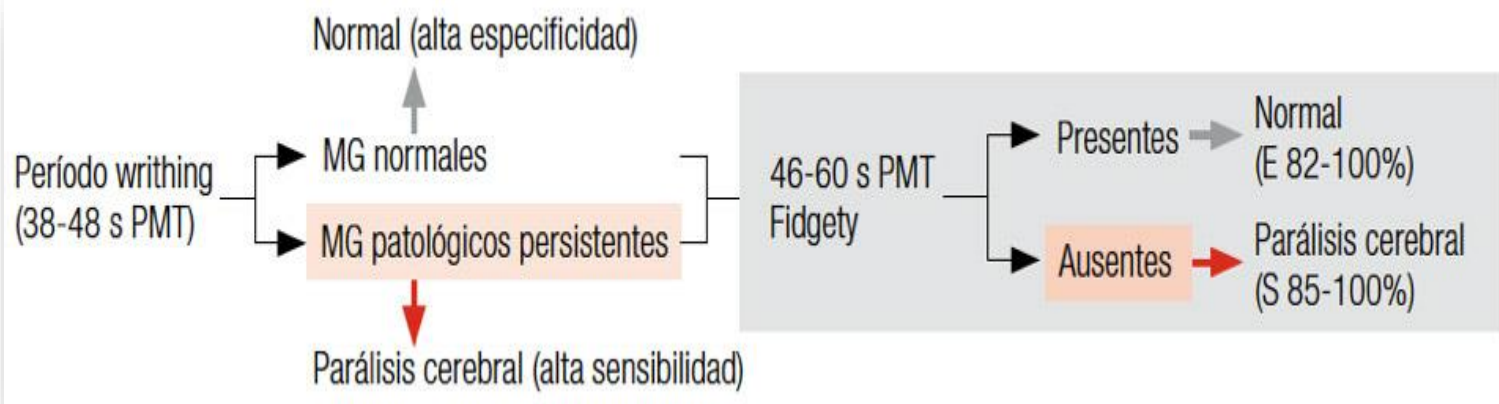 Normal (alta especificidad)
Período writhing
(38-48 s PMT)
MG normales
MG patológicos persistentes
Parálisis cerebral (alta sensibilidad)
46-60 s PMT
Fidgety
Presentes
Normal
(E 82-100%)
Ausentes
Parálisis cerebral
(S 85-100%)